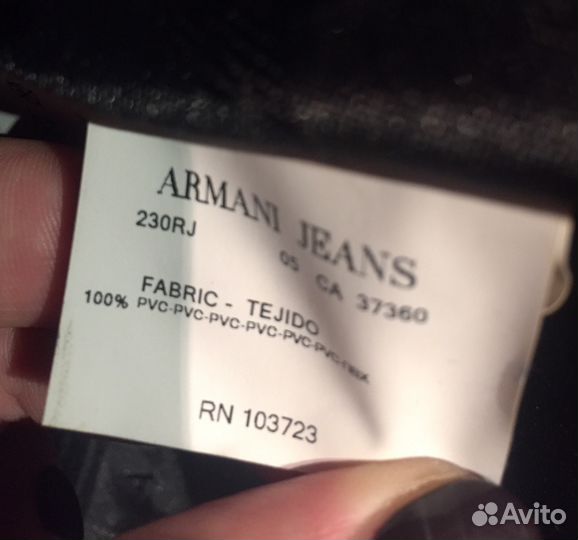 ARMANI JEANS
230RJ 05 CA 37360
FABRIC - TEJIDO
100% PVC-PVC-PVC-PVC-PVC-PVC-
RN 103723
Avito